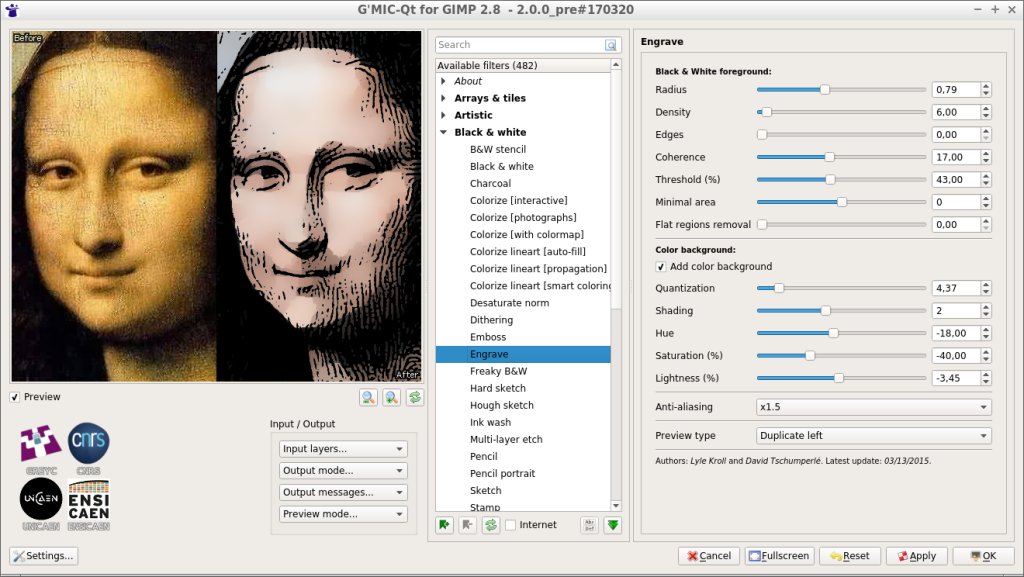 G'MIC-Qt for GIMP 2.8 - 2.0.0_pre#170320
Before
After
Preview
GREYC
CNRS
cnrs
UNICAEN
UNICAEN
ENSI
CAEN
ENSICAEN
Input / Output
Input layers...
Output mode...
Output messages...
Preview mode...
Settings...
Search
Available filters (482)
About
Arrays & tiles
Artistic
Black & white
B&W stencil
Black & white
Charcoal
Colorize [interactive]
Colorize [photographs]
Colorize [with colormap]
Colorize lineart [auto-fill]
Colorize lineart [propagation]
Colorize lineart [smart coloring
Desaturate norm
Dithering
Emboss
Engrave
Freaky B&W
Hard sketch
Hough sketch
Ink wash
Multi-layer etch
Pencil
Pencil portrait
Sketch
Stamp
Internet
Engrave
Black & White foreground:
Radius 0,79
Density 6,00
Edges 0,00
Coherence 17,00
Threshold (%) 43,00
Minimal area 0
Flat regions removal 0,00
Color background:
Add color background
Quantization 4,37
Shading 2
Hue -18,00
Saturation (%) -40,00
Lightness (%) -3,45
Anti-aliasing x1.5
Preview type Duplicate left
Authors: Lyle Kroll and David Tschumperlé. Latest update: 03/13/2015.
Cancel
Fullscreen
Reset
Apply
OK